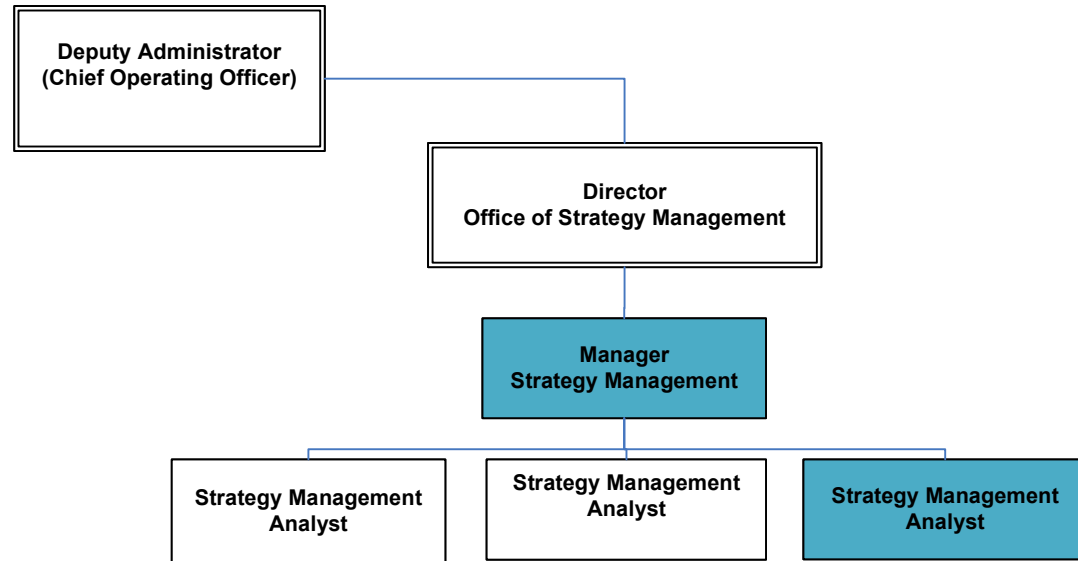 Deputy Administrator
(Chief Operating Officer)
Director
Office of Strategy Management
Manager
Strategy Management
Strategy Management
Analyst
Strategy Management
Analyst
Strategy Management
Analyst